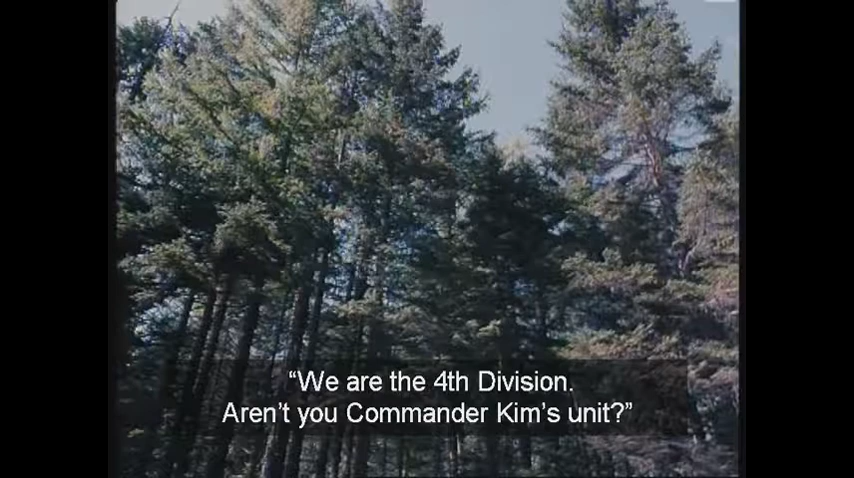 “We are the 4th Division.
Aren’t you Commander Kim’s unit?”